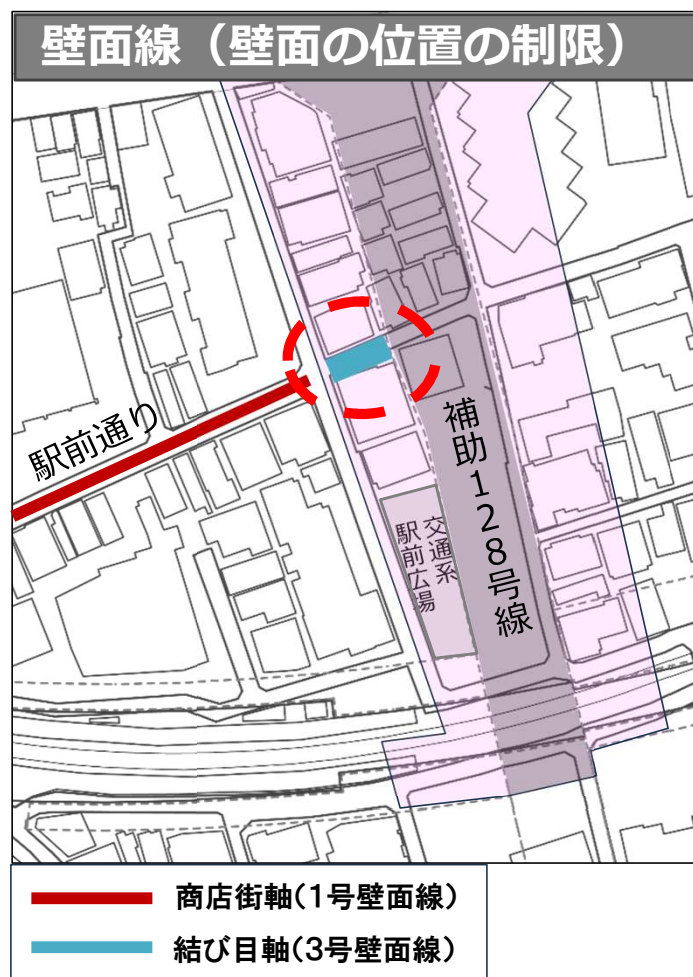 壁面線（壁面の位置の制限）
駅前通り
補助128号線
交通系
駅前広場
商店街軸（1号壁面線）
結び目軸（3号壁面線）